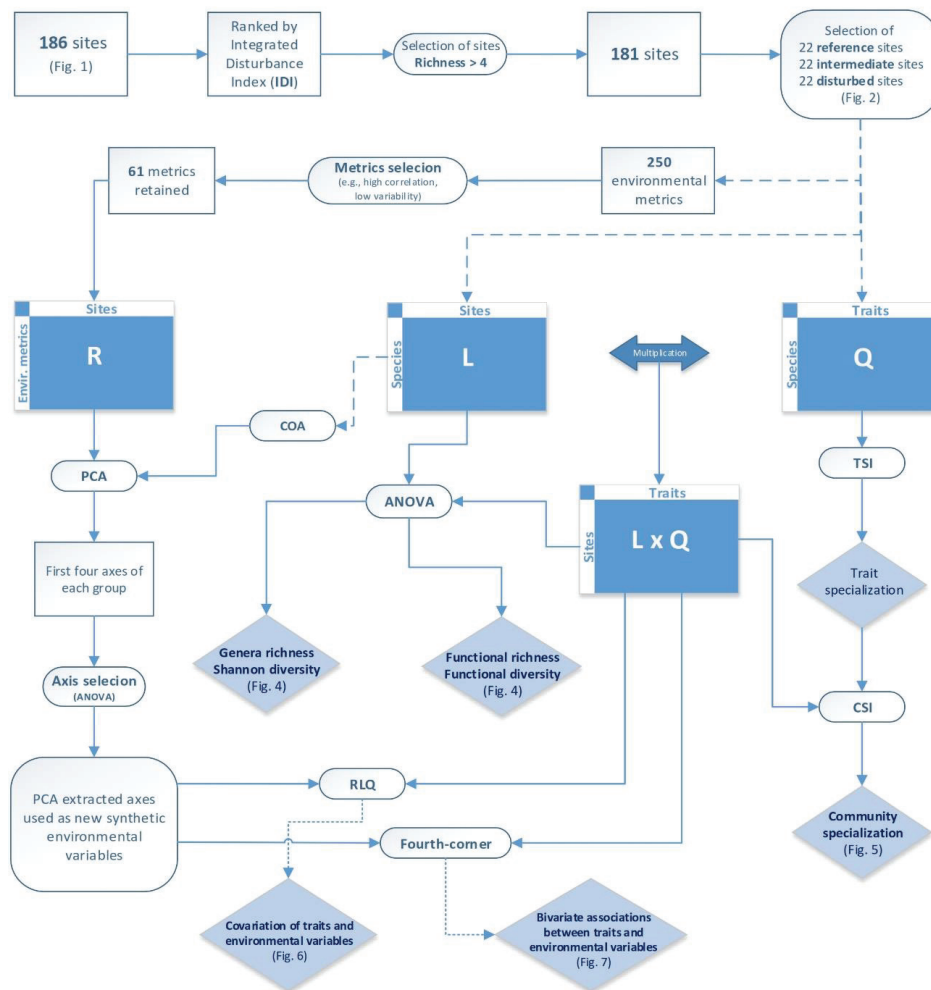 186 sites
(Fig. 1)
Ranked by
Integrated
Disturbance
Index (IDI)
Selection of sites
Richness > 4
181 sites
Selection of
22 reference sites
22 intermediate sites
22 disturbed sites
(Fig. 2)
61 metrics
retained
Metrics selecion
(e.g., high correlation,
low variability)
250
environmental
metrics
Sites
Envir. metrics
R
Sites
Species
L
Multiplication
Traits
Species
Q
COA
PCA
ANOVA
TSI
Traits
Sites
L x Q
First four axes of
each group
Trait
specialization
Genera richness
Shannon diversity
(Fig. 4)
Functional richness
Functional diversity
(Fig. 4)
Axis selecion
(ANOVA)
CSI
PCA extracted axes
used as new synthetic
environmental
variables
RLQ
Fourth-corner
Community
specialization
(Fig. 5)
Covariation of traits and
environmental variables
(Fig. 6)
Bivariate associations
between traits and
environmental variables
(Fig. 7)